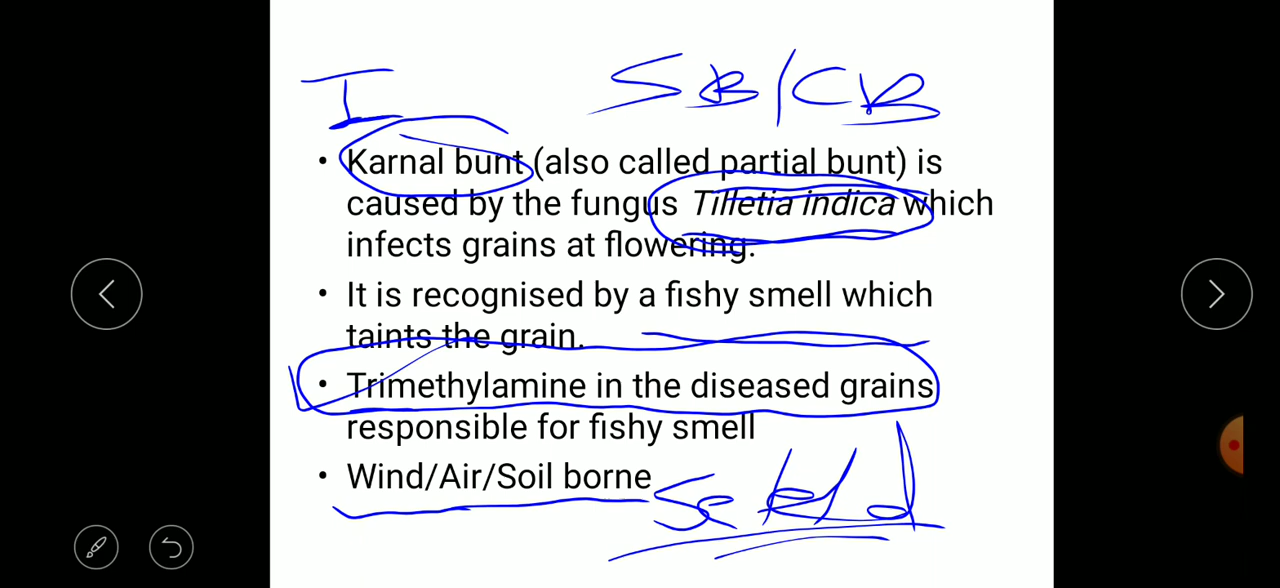 I SB/CB
• Karnal bunt (also called partial bunt) is
caused by the fungus Tilletia indica which
infects grains at flowering.
• It is recognised by a fishy smell which
taints the grain.
• Trimethylamine in the diseased grains
responsible for fishy smell
• Wind/Air/Soil borne